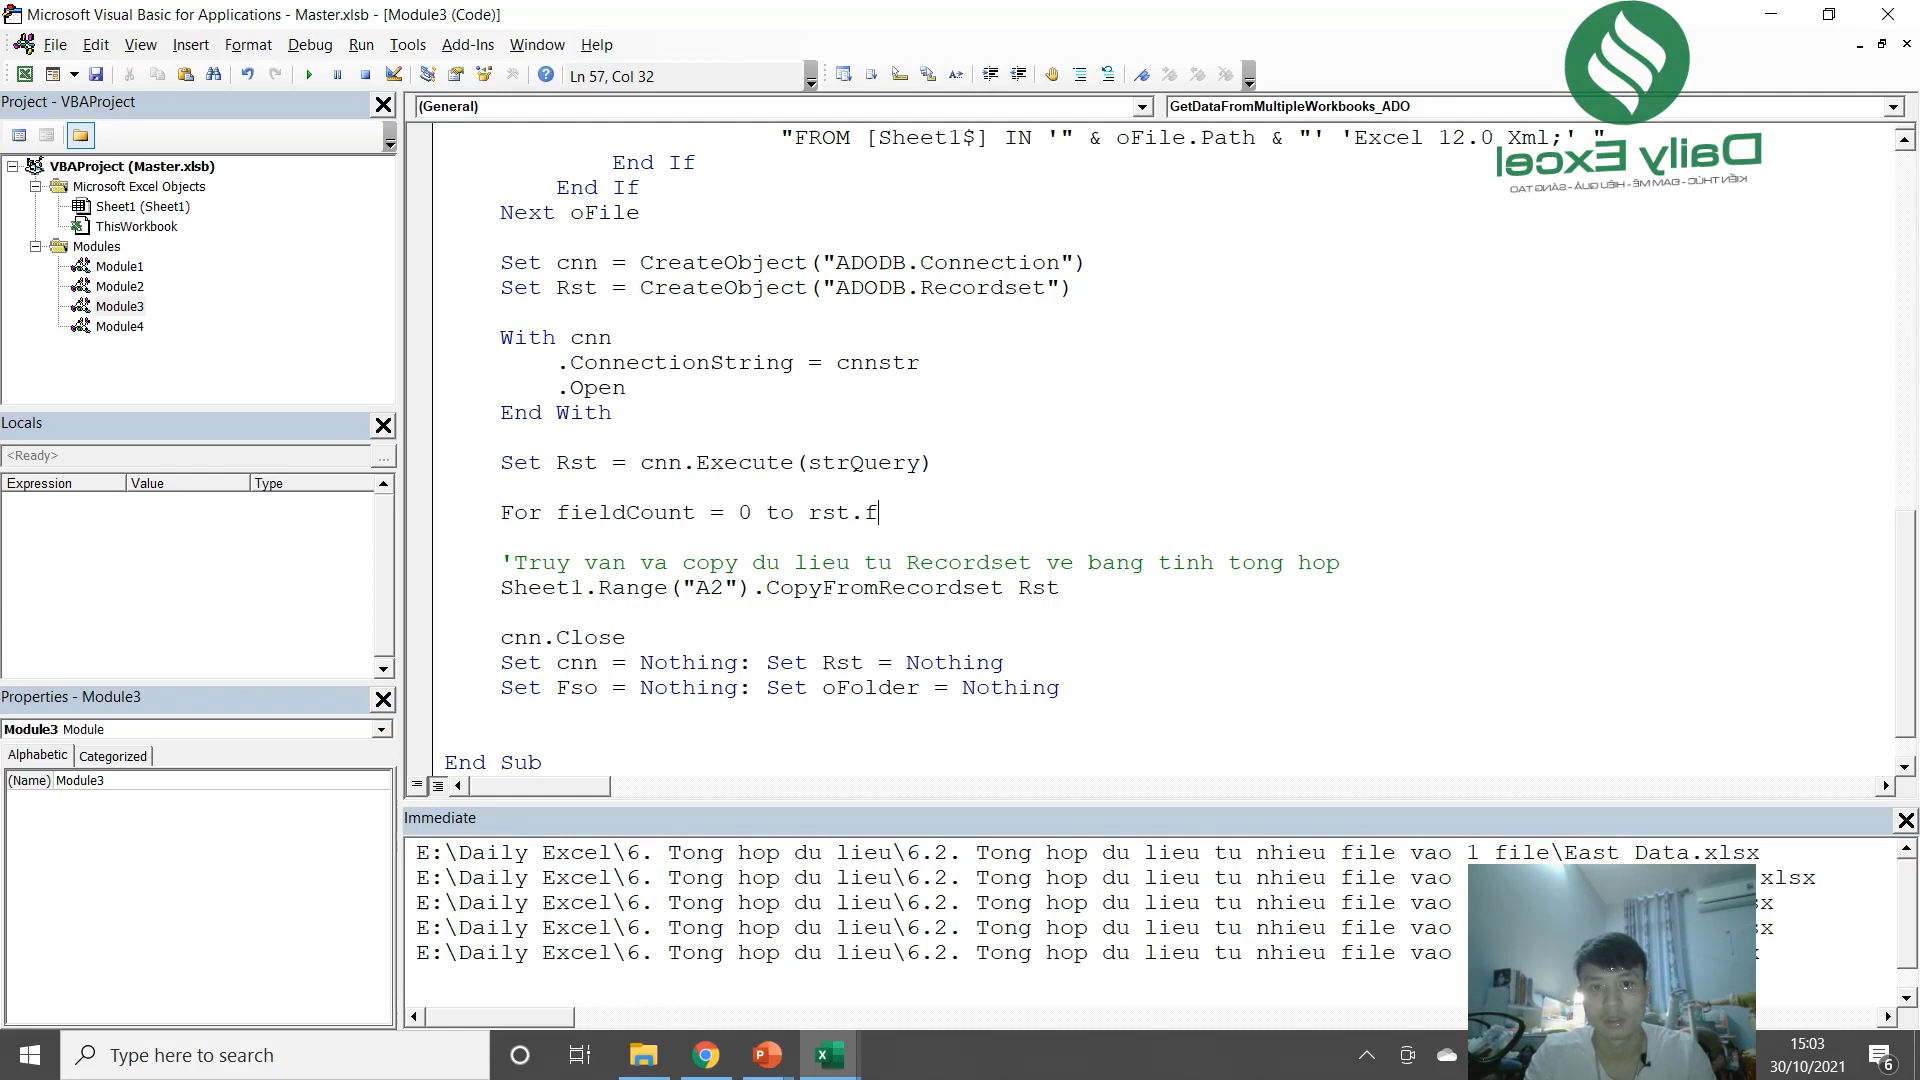 Microsoft Visual Basic for Applications - Master.xlsb - [Module3 (Code)]
File Edit View Insert Format Debug Run Tools Add-Ins Window Help
Ln 57, Col 32
Project - VBAProject
(General)
GetDataFromMultipleWorkbooks_ADO
VBAProject (Master.xlsb)
Microsoft Excel Objects
Sheet1 (Sheet1)
ThisWorkbook
Modules
Module1
Module2
Module3
Module4
Locals
<Ready>
...
Expression Value Type
Properties - Module3
Module3 Module
Alphabetic Categorized
(Name) Module3
"FROM [Sheet1$] IN '" & oFile.Path & "' 'Excel 12.0 Xml;' "
End If
End If
Next oFile
Set cnn = CreateObject("ADODB.Connection")
Set Rst = CreateObject("ADODB.Recordset")
With cnn
.ConnectionString = cnnstr
.Open
End With
Set Rst = cnn.Execute(strQuery)
For fieldCount = 0 to rst.f
'Truy van va copy du lieu tu Recordset ve bang tinh tong hop
Sheet1.Range("A2").CopyFromRecordset Rst
cnn.Close
Set cnn = Nothing: Set Rst = Nothing
Set Fso = Nothing: Set oFolder = Nothing
End Sub
Daily Excel
KIẾN THỨC - ĐAM MÊ - HIỆU QUẢ - SÁNG TẠO
Immediate
E:\Daily Excel\6. Tong hop du lieu\6.2. Tong hop du lieu tu nhieu file vao 1 file\East Data.xlsx
E:\Daily Excel\6. Tong hop du lieu\6.2. Tong hop du lieu tu nhieu file vao xlsx
E:\Daily Excel\6. Tong hop du lieu\6.2. Tong hop du lieu tu nhieu file vao sx
E:\Daily Excel\6. Tong hop du lieu\6.2. Tong hop du lieu tu nhieu file vao sx
E:\Daily Excel\6. Tong hop du lieu\6.2. Tong hop du lieu tu nhieu file vao
Type here to search
15:03
30/10/2021
6